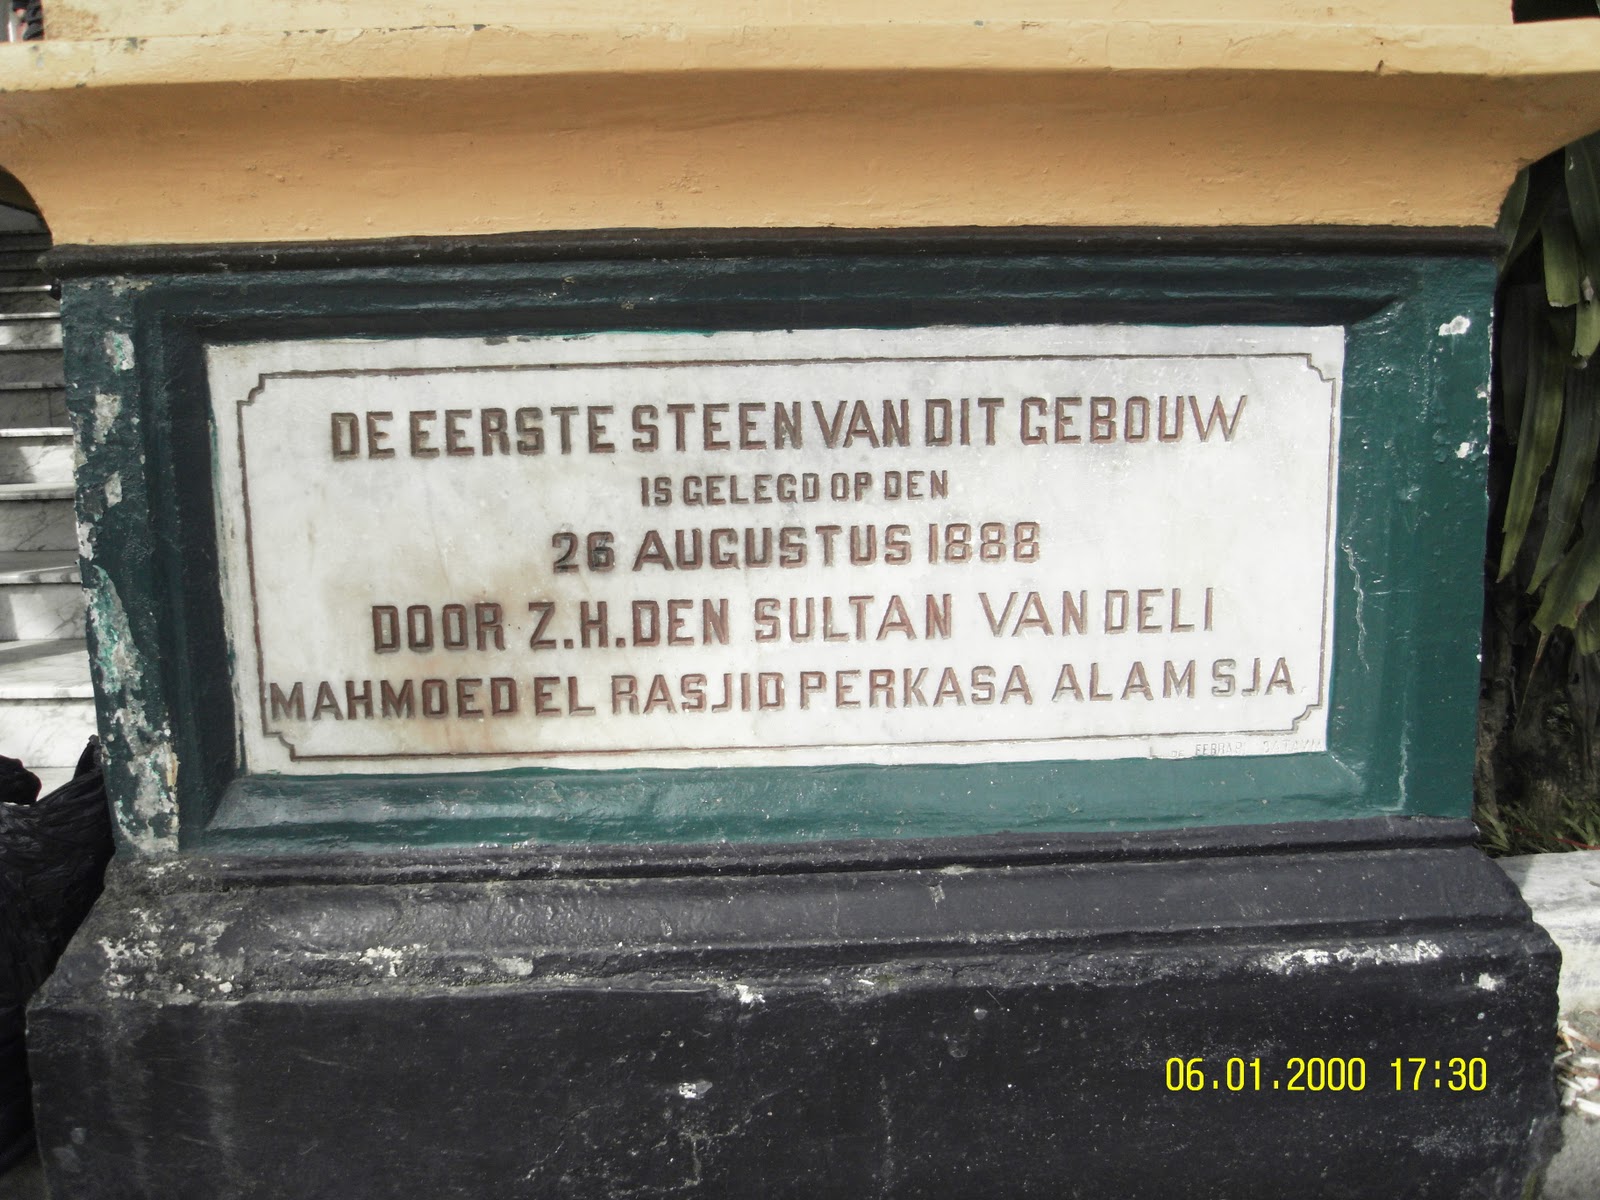 DE EERSTE STEEN VAN DIT GEBOUW
IS GELEGD OP DEN
26 AUGUSTUS 1888
DOOR Z.H. DEN SULTAN VAN DELI
MAHMOED EL RASJID PERKASA ALAM SJA.
06.01.2000 17:30